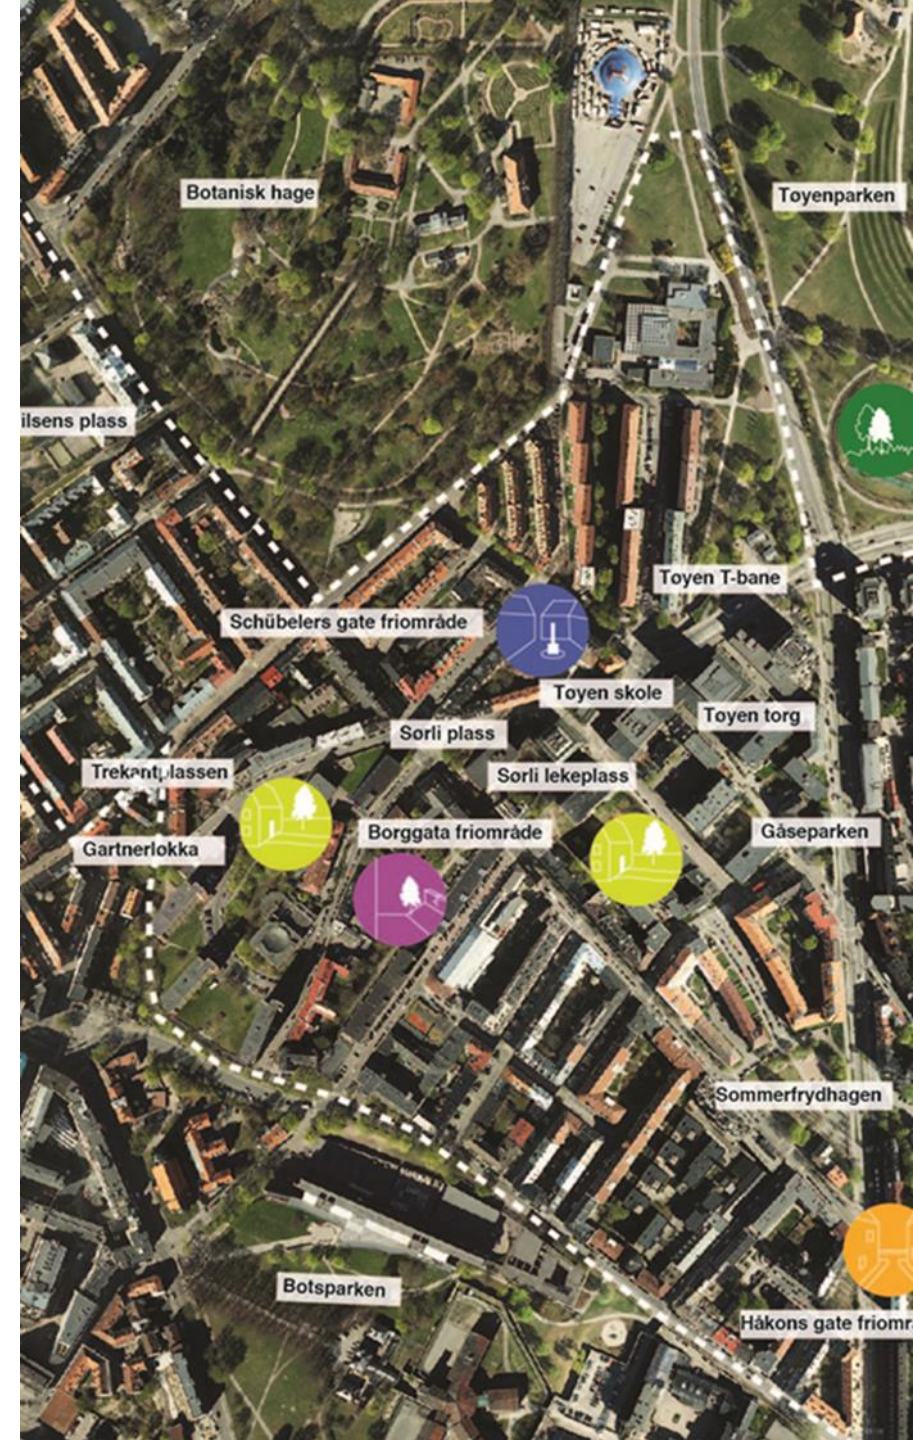 Botanisk hage
Tøyenparken
ilsens plass
Tøyen T-bane
Schübelers gate friområde
Tøyen skole
Tøyen torg
Sørli plass
Trekantplassen
Sørli lekeplass
Borggata friområde
Gåseparken
Gartnerløkka
Sommerfrydhagen
Botsparken
Håkons gate friomr